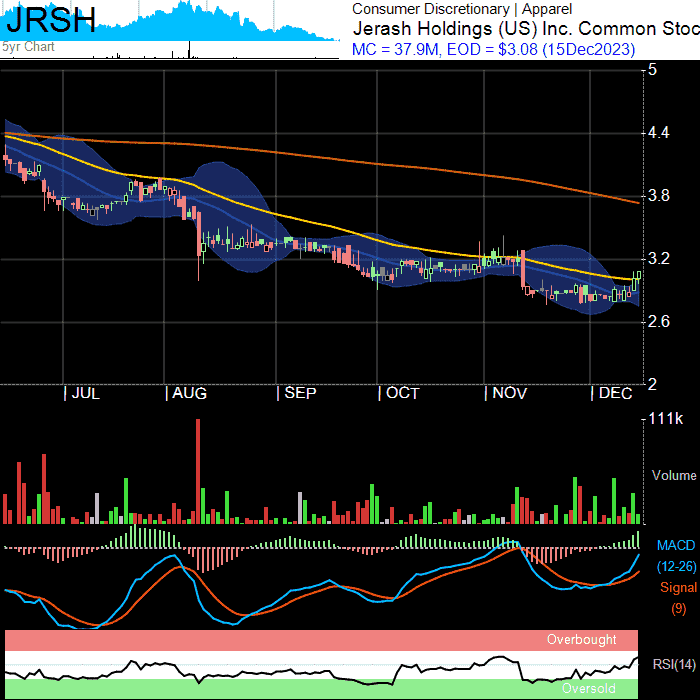 JRSH
5yr Chart
Consumer Discretionary | Apparel
Jerash Holdings (US) Inc. Common Stoc
MC = 37.9M, EOD = $3.08 (15Dec2023)
5
4.4
3.8
3.2
2.6
2
| JUL | AUG | SEP | OCT | NOV | DEC
111k
Volume
MACD
(12-26)
Signal
(9)
Overbought
RSI(14)
Oversold